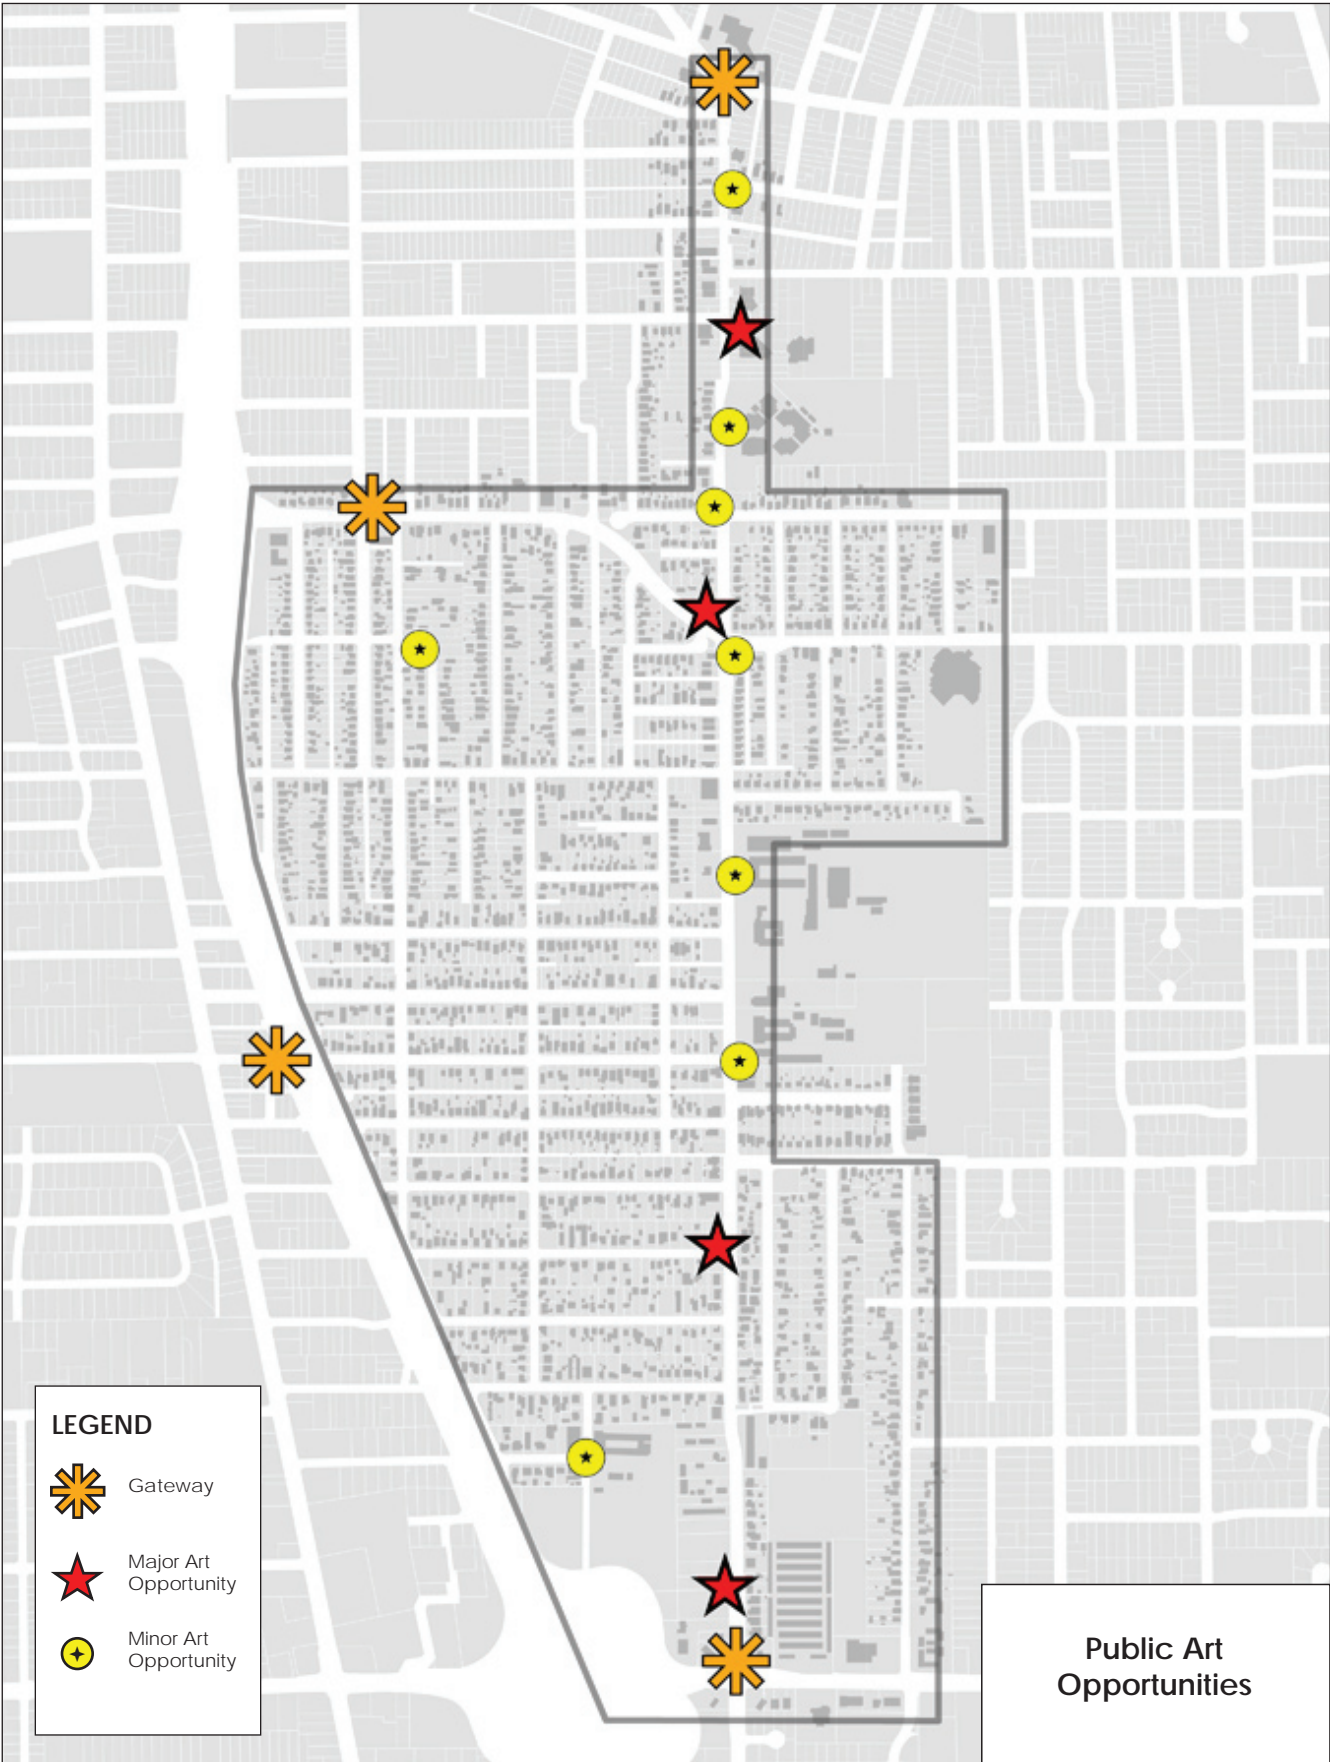 LEGEND
Gateway
Major Art
Opportunity
Minor Art
Opportunity
Public Art
Opportunities